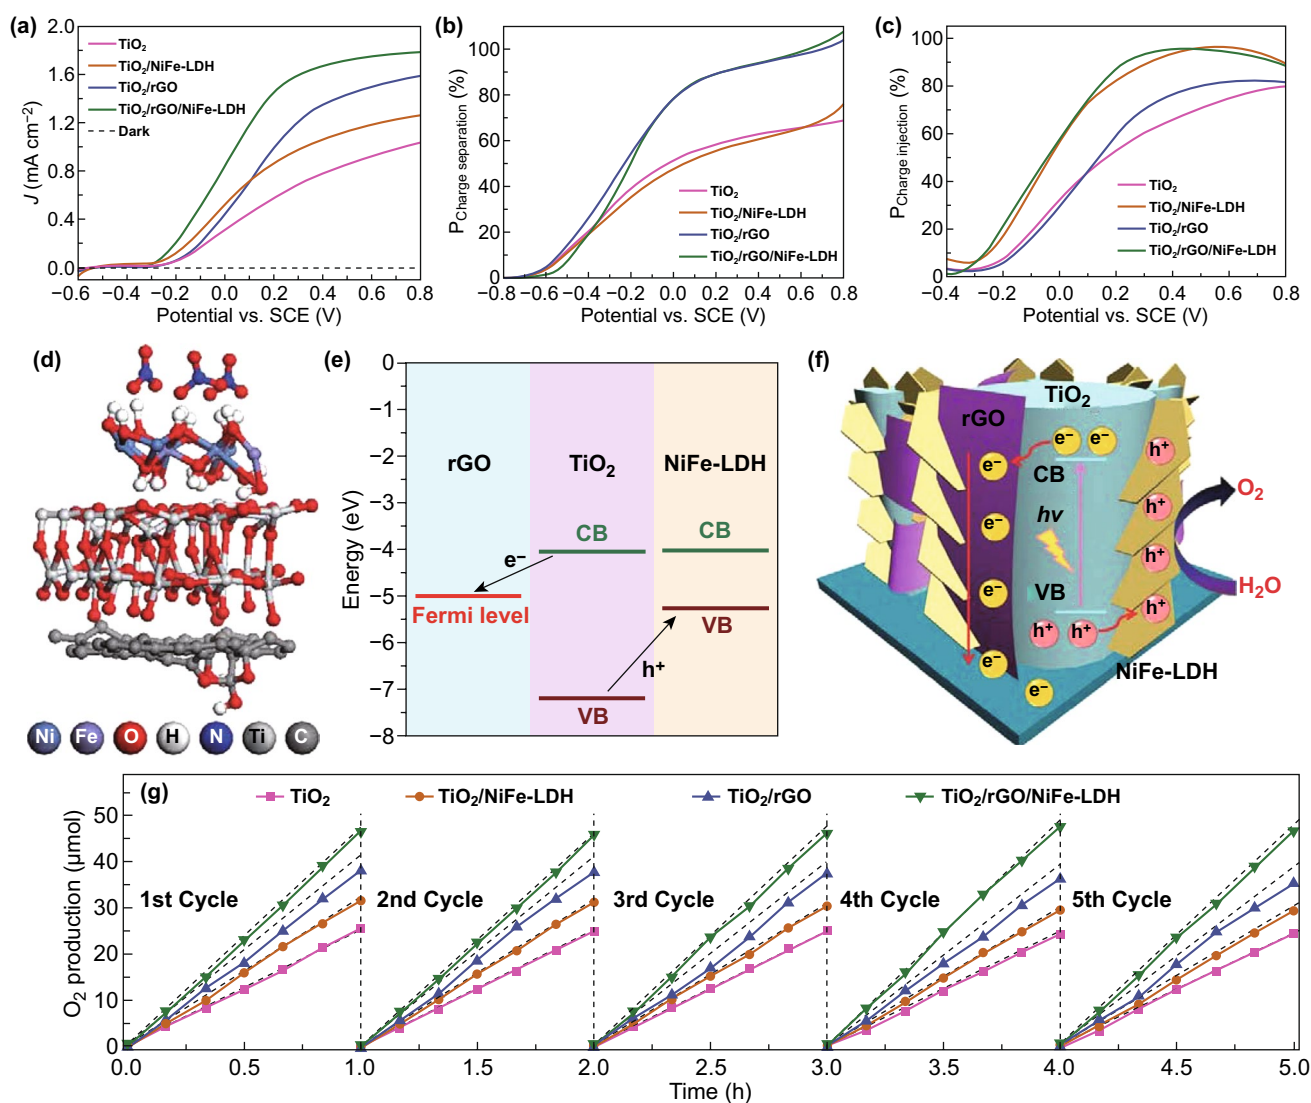 (a)
2.0
1.6
1.2
0.8
0.4
0.0
J (mA cm⁻²)
TiO₂
TiO₂/NiFe-LDH
TiO₂/rGO
TiO₂/rGO/NiFe-LDH
Dark
−0.6 −0.4 −0.2 0.0 0.2 0.4 0.6 0.8
Potential vs. SCE (V)
(b)
100
80
60
40
20
0
P Charge separation (%)
TiO₂
TiO₂/NiFe-LDH
TiO₂/rGO
TiO₂/rGO/NiFe-LDH
−0.8 −0.6 −0.4 −0.2 0.0 0.2 0.4 0.6 0.8
Potential vs. SCE (V)
(c)
100
80
60
40
20
0
P Charge injection (%)
TiO₂
TiO₂/NiFe-LDH
TiO₂/rGO
TiO₂/rGO/NiFe-LDH
−0.4 −0.2 0.0 0.2 0.4 0.6 0.8
Potential vs. SCE (V)
(d)
Ni Fe O H N Ti C
(e)
0
−1
−2
−3
−4
−5
−6
−7
−8
Energy (eV)
rGO TiO₂ NiFe-LDH
CB CB
e⁻
Fermi level
VB
h⁺
VB
(f)
TiO₂
rGO
e⁻ e⁻
h⁺
e⁻
CB
O₂
h⁺
hv
e⁻
h⁺
e⁻
VB
H₂O
h⁺
h⁺ h⁺
e⁻
NiFe-LDH
e⁻
(g)
TiO₂ TiO₂/NiFe-LDH TiO₂/rGO TiO₂/rGO/NiFe-LDH
50
40
30
20
10
0
O₂ production (µmol)
1st Cycle 2nd Cycle 3rd Cycle 4th Cycle 5th Cycle
0.0 0.5 1.0 1.5 2.0 2.5 3.0 3.5 4.0 4.5 5.0
Time (h)